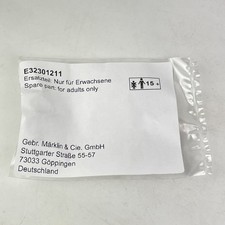 E32301211
Ersatzteil. Nur für Erwachsene
Spare part: for adults only
15 +
Gebr. Märklin & Cie. GmbH
Stuttgarter Straße 55-57
73033 Göppingen
Deutschland